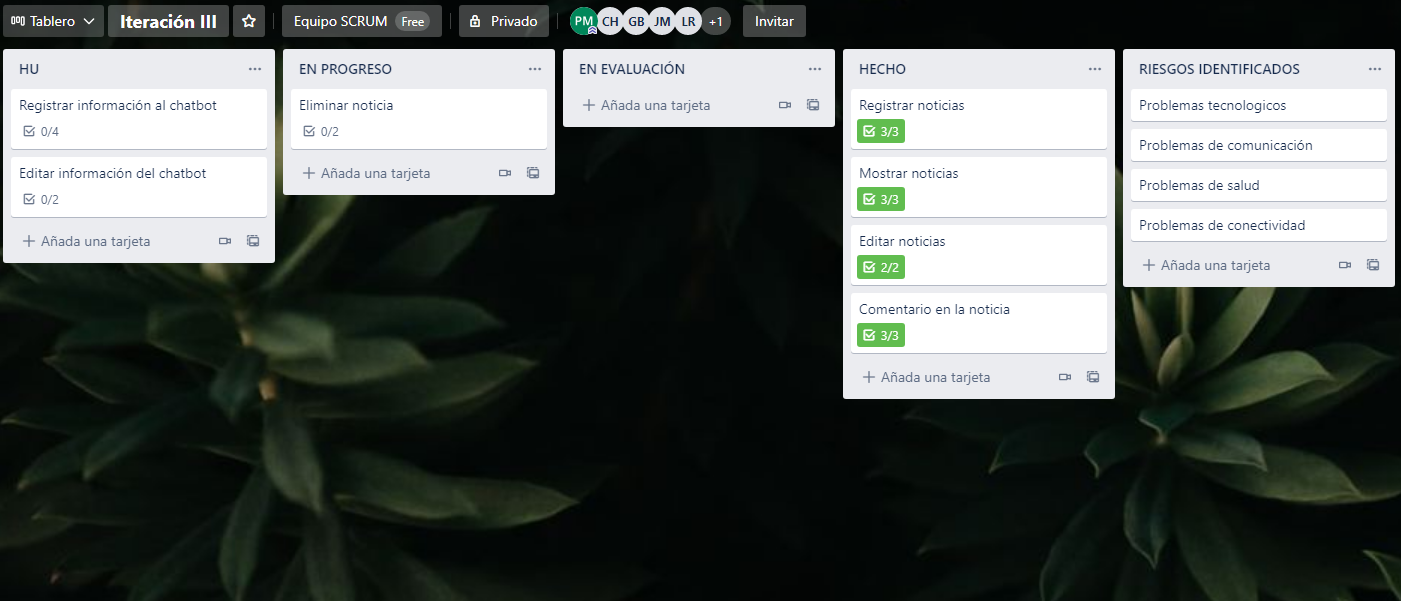 Tablero
Iteración III
Equipo SCRUM Free
Privado
PM CH GB JM LR +1
Invitar
HU
Registrar información al chatbot
0/4
Editar información del chatbot
0/2
Añada una tarjeta
EN PROGRESO
Eliminar noticia
0/2
Añada una tarjeta
EN EVALUACIÓN
Añada una tarjeta
HECHO
Registrar noticias
3/3
Mostrar noticias
3/3
Editar noticias
2/2
Comentario en la noticia
3/3
Añada una tarjeta
RIESGOS IDENTIFICADOS
Problemas tecnologicos
Problemas de comunicación
Problemas de salud
Problemas de conectividad
Añada una tarjeta